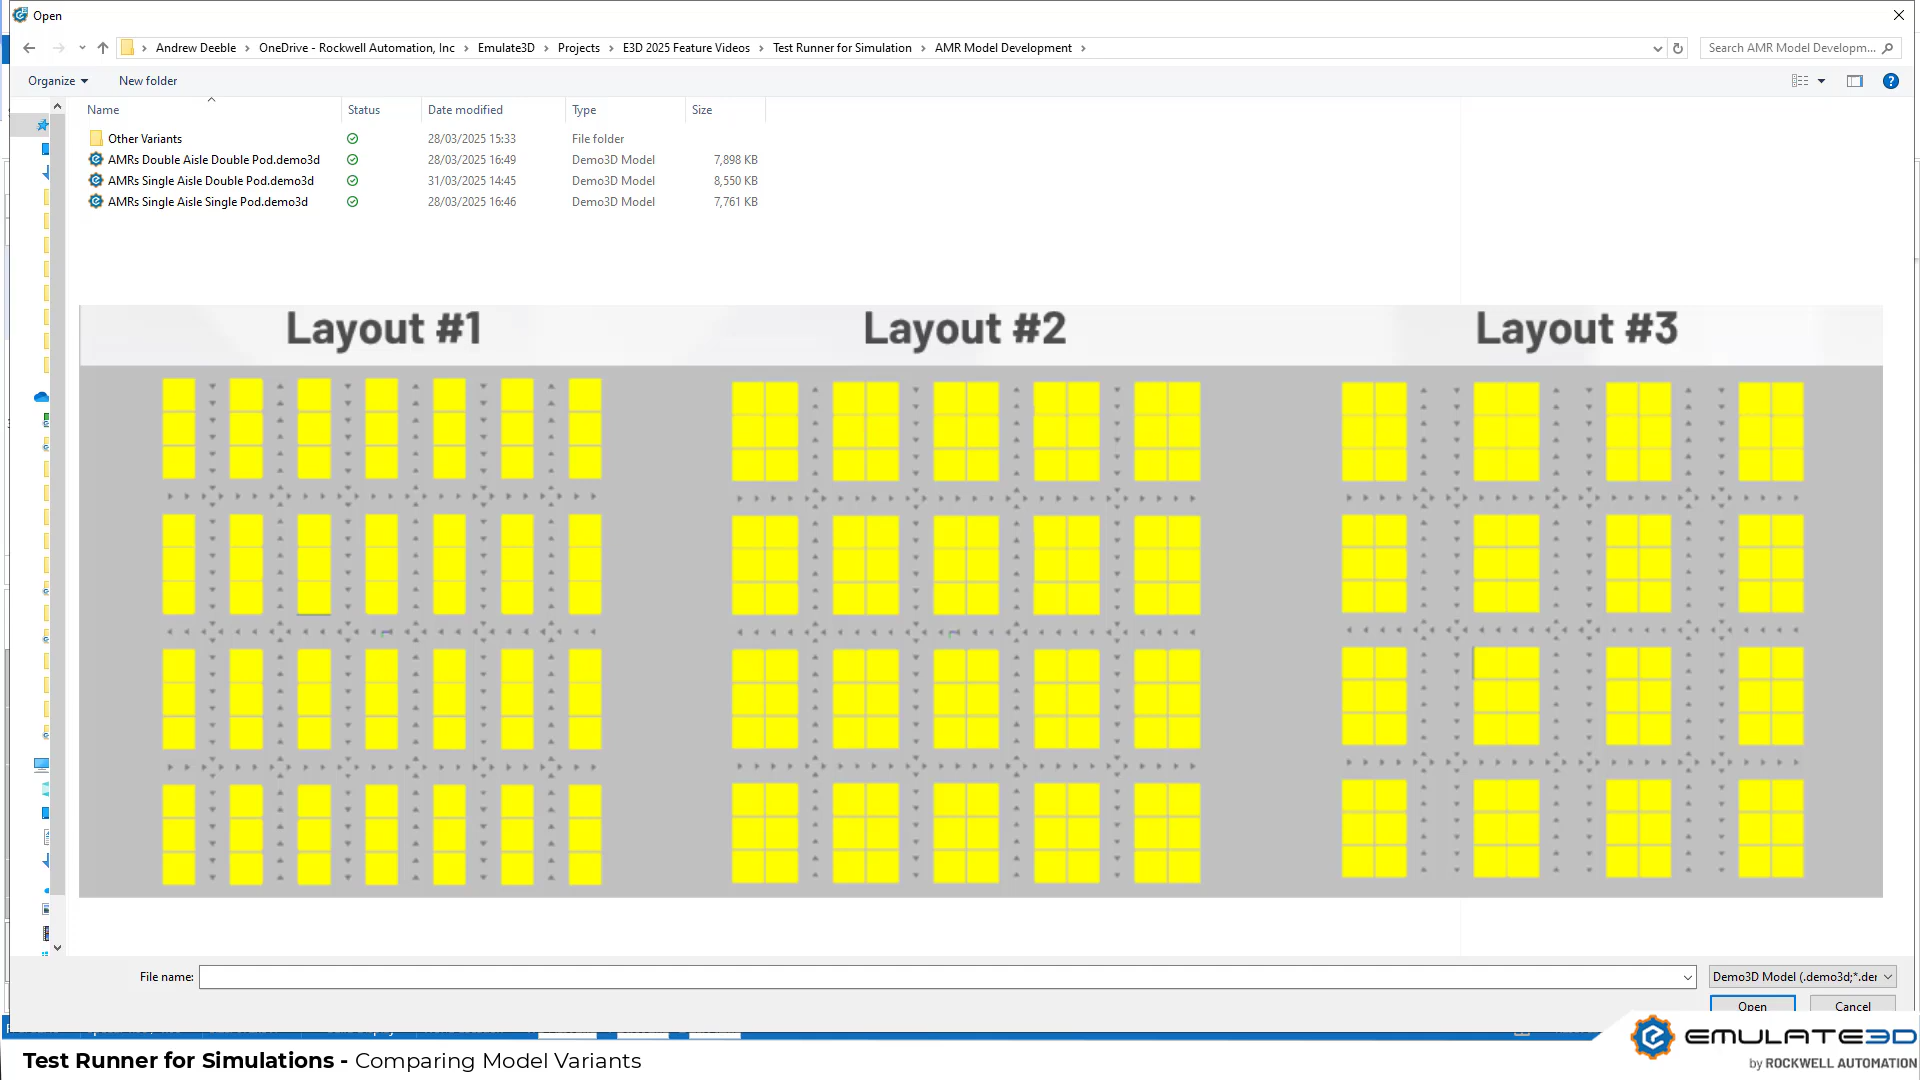 Open
Andrew Deeble > OneDrive - Rockwell Automation, Inc > Emulate3D > Projects > E3D 2025 Feature Videos > Test Runner for Simulation > AMR Model Development >
Search AMR Model Developm...
Organize
New folder
Name Status Date modified Type Size
Other Variants 28/03/2025 15:33 File folder
AMRs Double Aisle Double Pod.demo3d 28/03/2025 16:49 Demo3D Model 7,898 KB
AMRs Single Aisle Double Pod.demo3d 31/03/2025 14:45 Demo3D Model 8,550 KB
AMRs Single Aisle Single Pod.demo3d 28/03/2025 16:46 Demo3D Model 7,761 KB
Layout #1 Layout #2 Layout #3
File name:
Demo3D Model (.demo3d;*.der
Open Cancel
Test Runner for Simulations - Comparing Model Variants
EMULATE3D
by ROCKWELL AUTOMATION